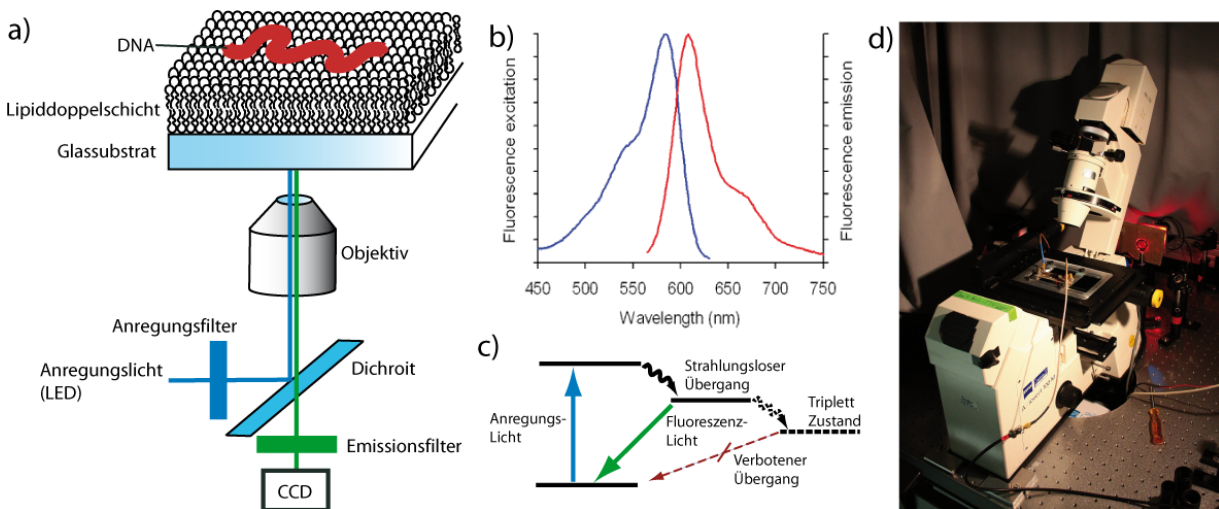 a)
DNA
Lipiddoppelschicht
Glassubstrat
Objektiv
Anregungsfilter
Anregungslicht
(LED)
Dichroit
Emissionsfilter
CCD
b)
Fluorescence excitation
Fluorescence emission
450 500 550 600 650 700 750
Wavelength (nm)
c)
Strahlungsloser
Übergang
Triplett
Zustand
Anregungs-
Licht
Fluoreszenz-
Licht
Verbotener
Übergang
d)